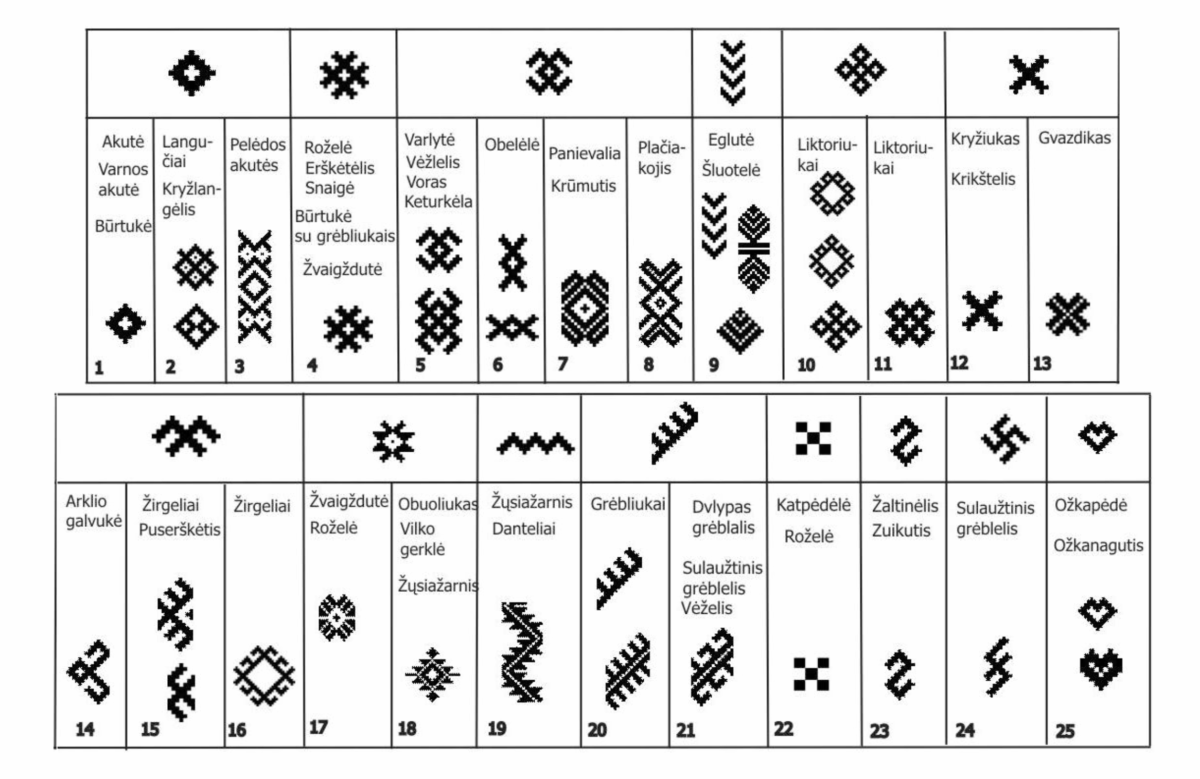 Akutė
Varnos
akutė
Būrtukė
1
Langu-
čiai
Kryžlan-
gėlis
2
Pelėdos
akutės
3
Roželė
Erškėtėlis
Snaigė
Būrtukė
su grėbliukais
Žvaigždutė
4
Varlytė
Vėžlelis
Voras
Keturkėla
5
Obelėlė
6
Panievalia
Krūmutis
7
Plačia-
kojis
8
Eglutė
Šluotelė
9
Liktoriu-
kai
10
Liktoriu-
kai
11
Kryžiukas
Krikštelis
12
Gvazdikas
13
Arklio
galvukė
14
Žirgeliai
Puserškėtis
15
Žirgeliai
16
Žvaigždutė
Roželė
17
Obuoliukas
Vilko
gerklė
Žųsiažarnis
18
Žųsiažarnis
Danteliai
19
Grėbliukai
20
Dvlypas
grėblalis
Sulaužtinis
grėblelis
Vėželis
21
Katpėdėlė
Roželė
22
Žaltinėlis
Zuikutis
23
Sulaužtinis
grėblelis
24
Ožkapėdė
Ožkanagutis
25